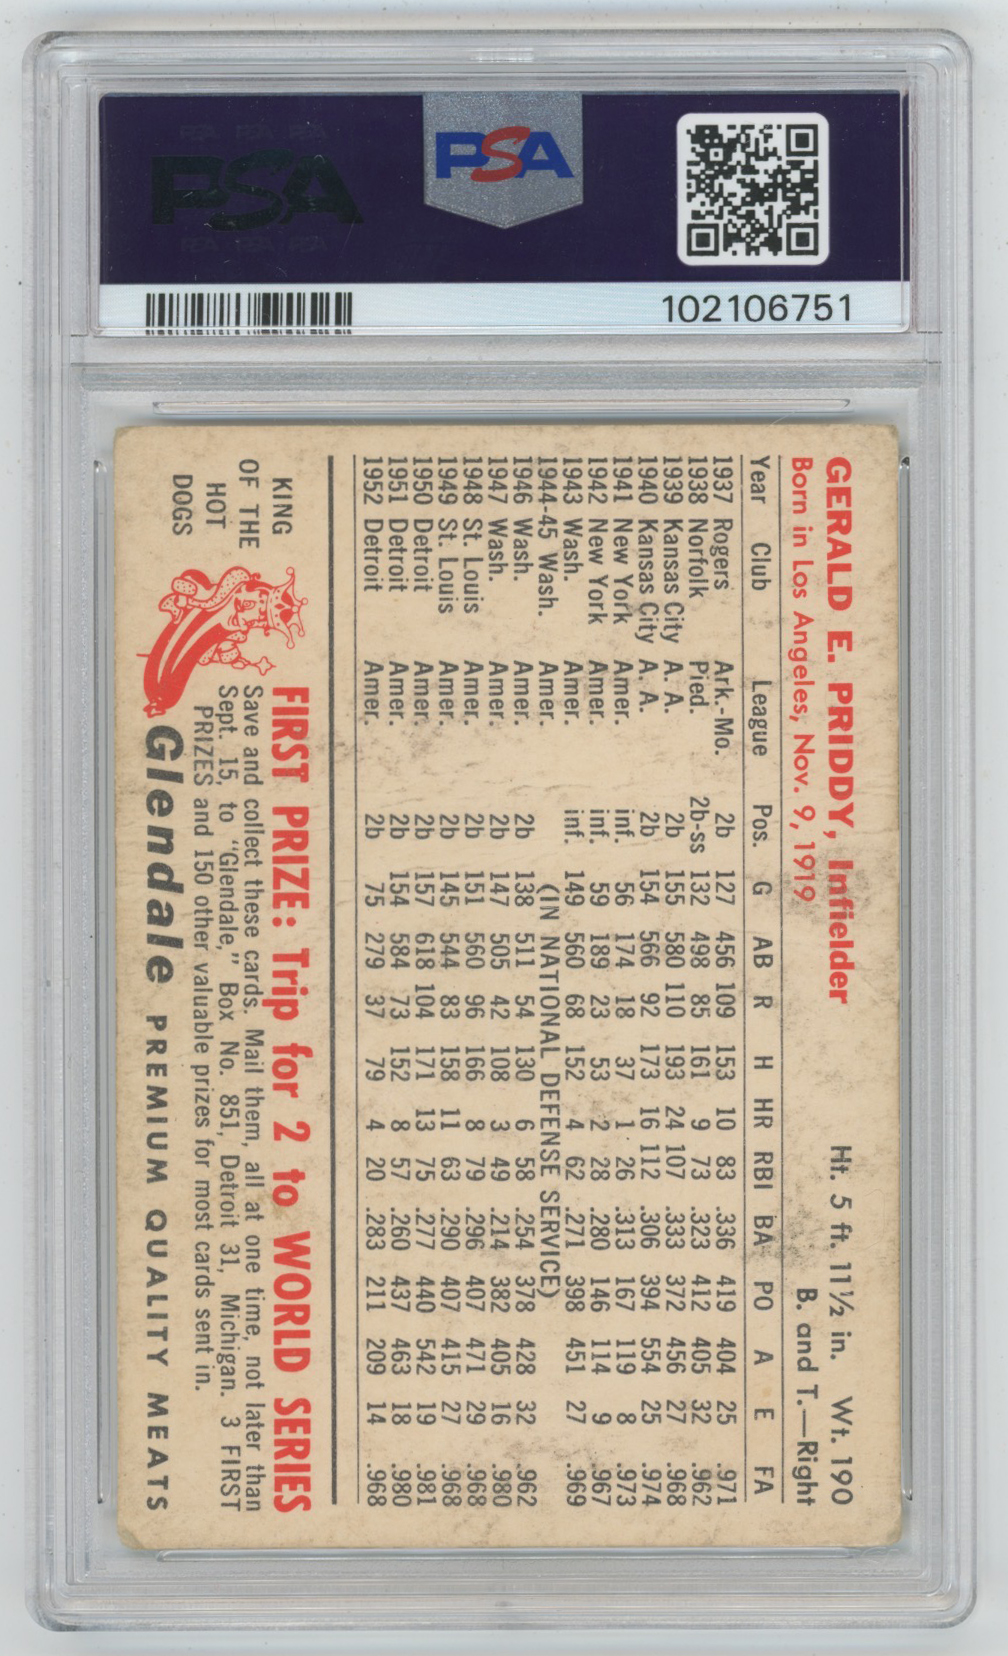 PSA PSA PSA
PSA
PSA PSA PSA
PSA
102106751
GERALD E. PRIDDY, Infielder Ht. 5 ft. 11½ in. Wt. 190
Born in Los Angeles, Nov. 9, 1919 B. and T.—Right
Year Club League Pos. G AB R H HR RBI BA PO A E FA
1937 Rogers Ark.-Mo. 2b 127 456 109 153 10 83 .336 419 404 25 .971
1938 Norfolk Pied. 2b-ss 132 498 85 161 9 73 .323 412 405 32 .962
1939 Kansas City A. A. 2b 155 580 110 193 24 107 .333 372 456 27 .968
1940 Kansas City A. A. 2b 154 566 92 173 16 112 .306 394 554 25 .974
1941 New York Amer. inf. 56 174 18 37 1 26 .313 167 119 8 .973
1942 New York Amer. inf. 59 189 23 53 2 28 .280 146 114 9 .967
1943 Wash. Amer. inf. 149 560 68 152 4 62 .271 398 451 27 .969
1944-45 Wash. Amer. (IN NATIONAL DEFENSE SERVICE)
1946 Wash. Amer. 2b 138 511 54 130 6 58 .254 378 428 32 .962
1947 Wash. Amer. 2b 147 505 42 108 3 49 .214 382 405 16 .980
1948 St. Louis Amer. 2b 151 560 96 166 8 79 .296 407 471 29 .968
1949 St. Louis Amer. 2b 145 544 83 158 11 63 .290 407 415 27 .968
1950 Detroit Amer. 2b 157 618 104 171 13 75 .277 440 542 19 .981
1951 Detroit Amer. 2b 154 584 73 152 8 57 .260 437 463 18 .980
1952 Detroit Amer. 2b 75 279 37 79 4 20 .283 211 209 14 .968
KING
OF THE
HOT
DOGS
FIRST PRIZE: Trip for 2 to WORLD SERIES
Save and collect these cards. Mail them, all at one time, not later than
Sept. 15, to "Glendale," Box No. 851, Detroit 31, Michigan. 3 FIRST
PRIZES and 150 other valuable prizes for most cards sent in.
Glendale PREMIUM QUALITY MEATS